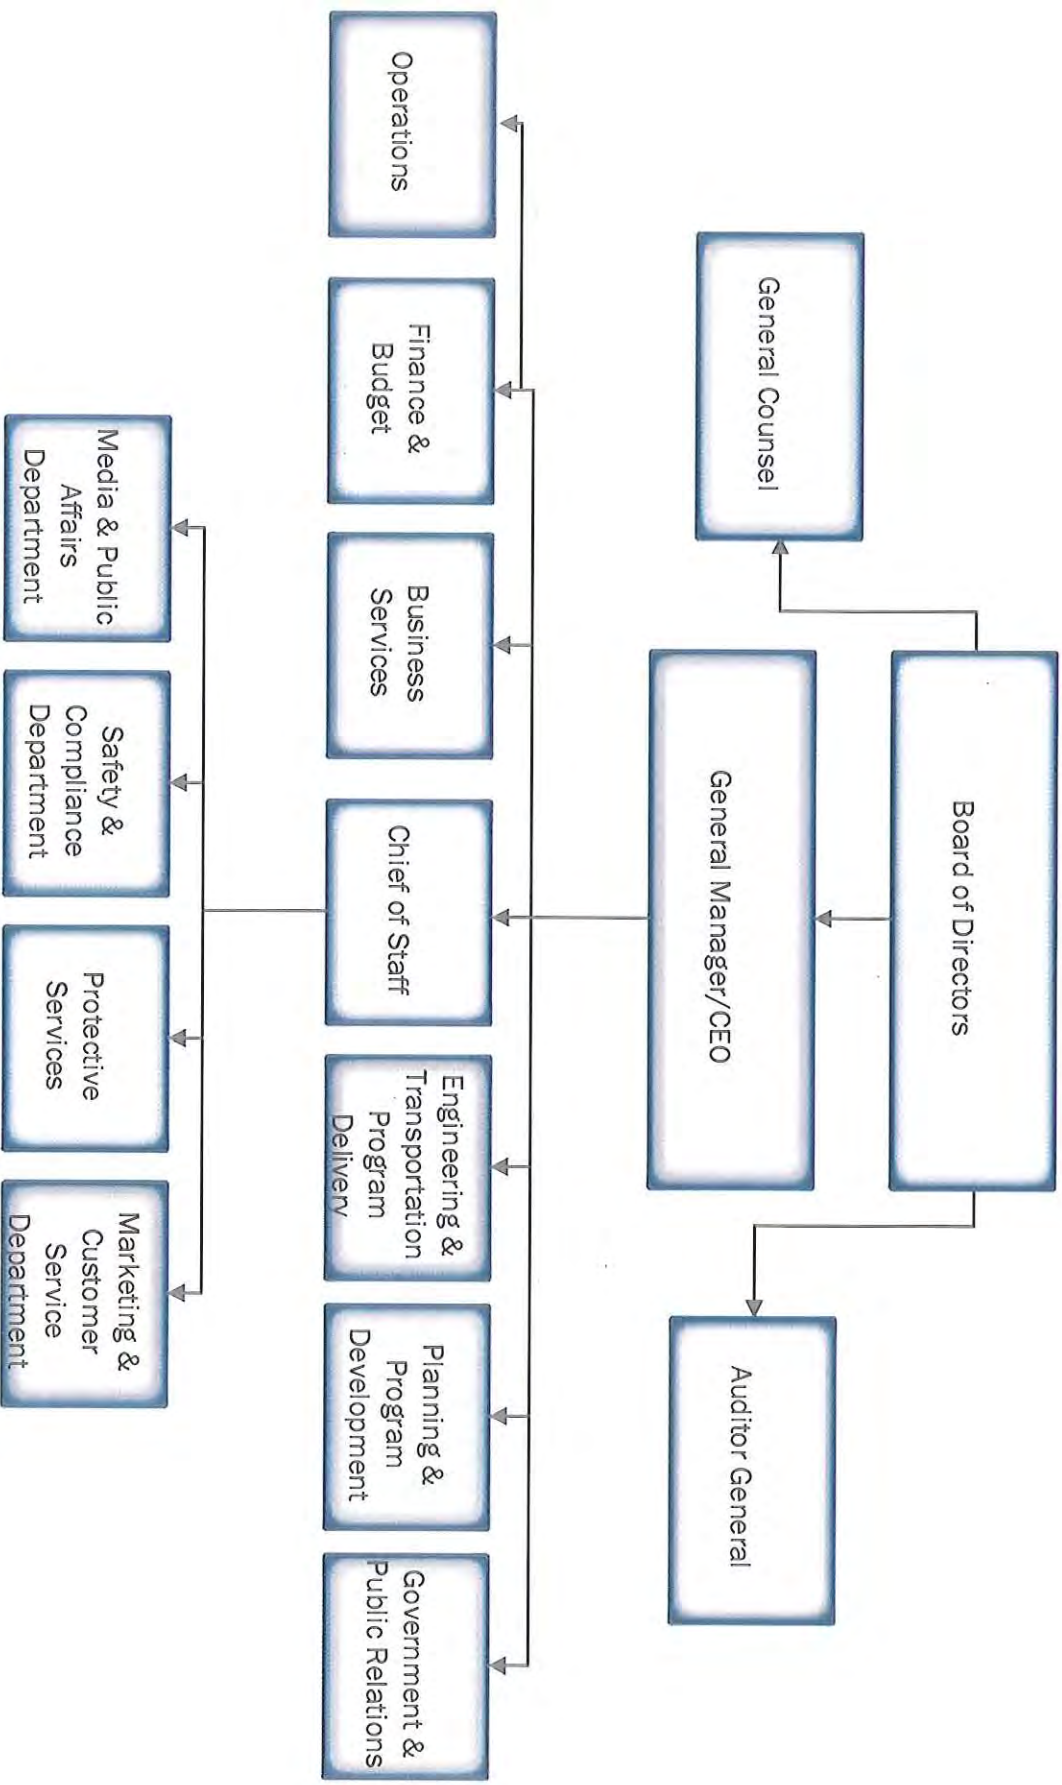 Board of Directors
General Counsel
General Manager/CEO
Auditor General
Operations
Finance &
Budget
Business
Services
Chief of Staff
Engineering &
Transportation
Program
Delivery
Planning &
Program
Development
Government &
Public Relations
Media & Public
Affairs
Department
Safety &
Compliance
Department
Protective
Services
Marketing &
Customer
Service
Department